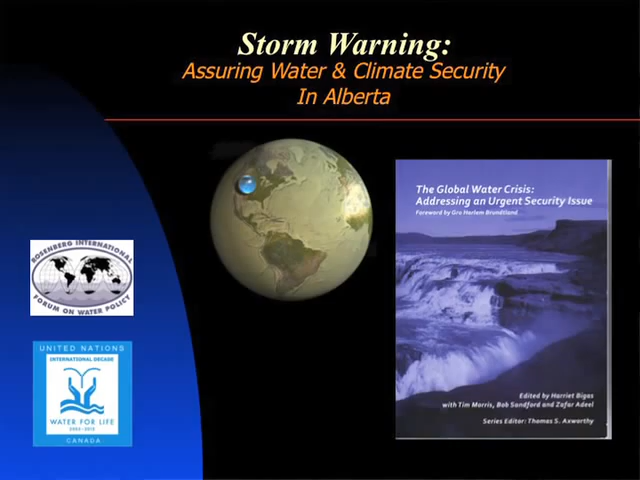 Storm Warning:
Assuring Water & Climate Security
In Alberta
The Global Water Crisis:
Addressing an Urgent Security Issue
Foreword by Gro Harlem Brundtland
ROSENBERG INTERNATIONAL
FORUM ON WATER POLICY
UNITED NATIONS
INTERNATIONAL DECADE
WATER FOR LIFE
2005-2015
CANADA
Edited by Harriet Bigas
with Tim Morris, Bob Sandford and Zafar Adeel
Series Editor: Thomas S. Axworthy